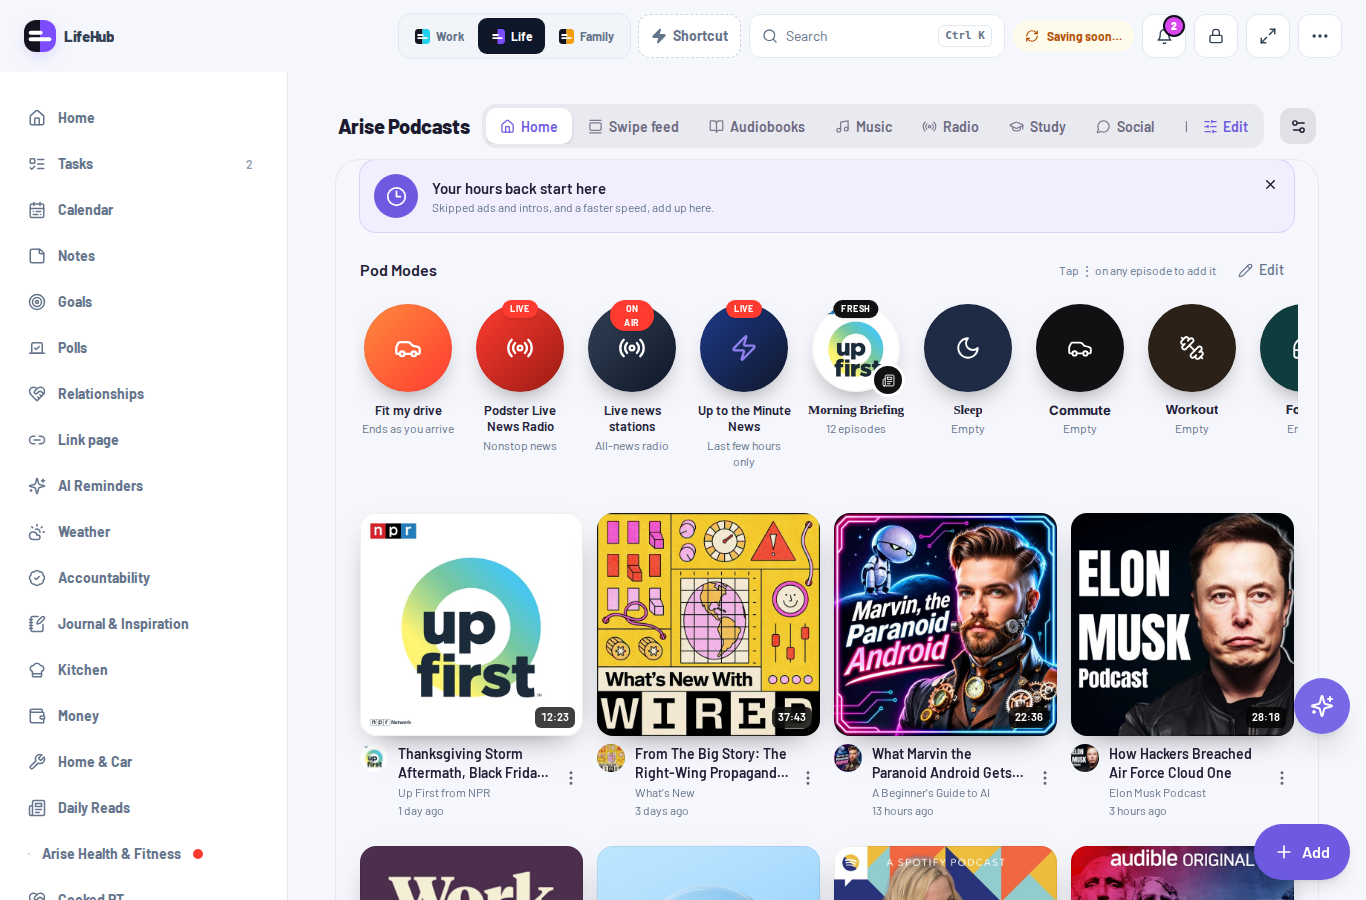 LifeHub
Work
Life
Family
Shortcut
Search
Ctrl K
Saving soon...
2
Home
Tasks
2
Calendar
Notes
Goals
Polls
Relationships
Link page
AI Reminders
Weather
Accountability
Journal & Inspiration
Kitchen
Money
Home & Car
Daily Reads
Arise Health & Fitness
Arise Podcasts
Home
Swipe feed
Audiobooks
Music
Radio
Study
Social
Edit
Your hours back start here
Skipped ads and intros, and a faster speed, add up here.
Pod Modes
Tap ⋮ on any episode to add it
Edit
LIVE
ON
AIR
LIVE
FRESH
up
first
Fit my drive
Ends as you arrive
Podster Live
News Radio
Nonstop news
Live news
stations
All-news radio
Up to the Minute
News
Last few hours
only
Morning Briefing
12 episodes
Sleep
Empty
Commute
Empty
Workout
Empty
npr
up
first
npr Network
12:23
What's New With
WIRED
37:43
Marvin, the
Paranoid
Android
22:36
ELON
MUSK
Podcast
28:18
up
first
Thanksgiving Storm
Aftermath, Black Frida...
Up First from NPR
1 day ago
From The Big Story: The
Right-Wing Propagand...
What's New
3 days ago
What Marvin the
Paranoid Android Gets...
A Beginner's Guide to AI
13 hours ago
How Hackers Breached
Air Force Cloud One
Elon Musk Podcast
3 hours ago
Work
A SPOTIFY PODCAST
audible ORIGINAL
Add